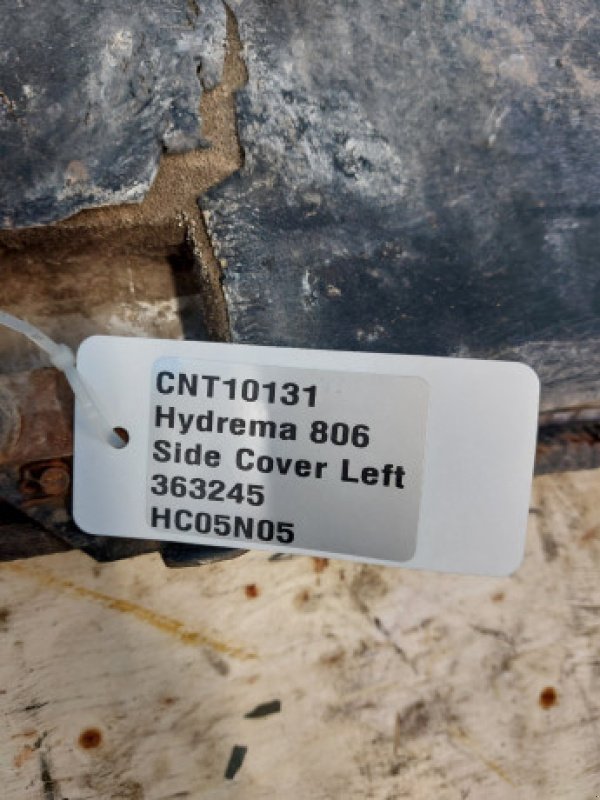 CNT10131
Hydrema 806
Side Cover Left
363245
HC05N05